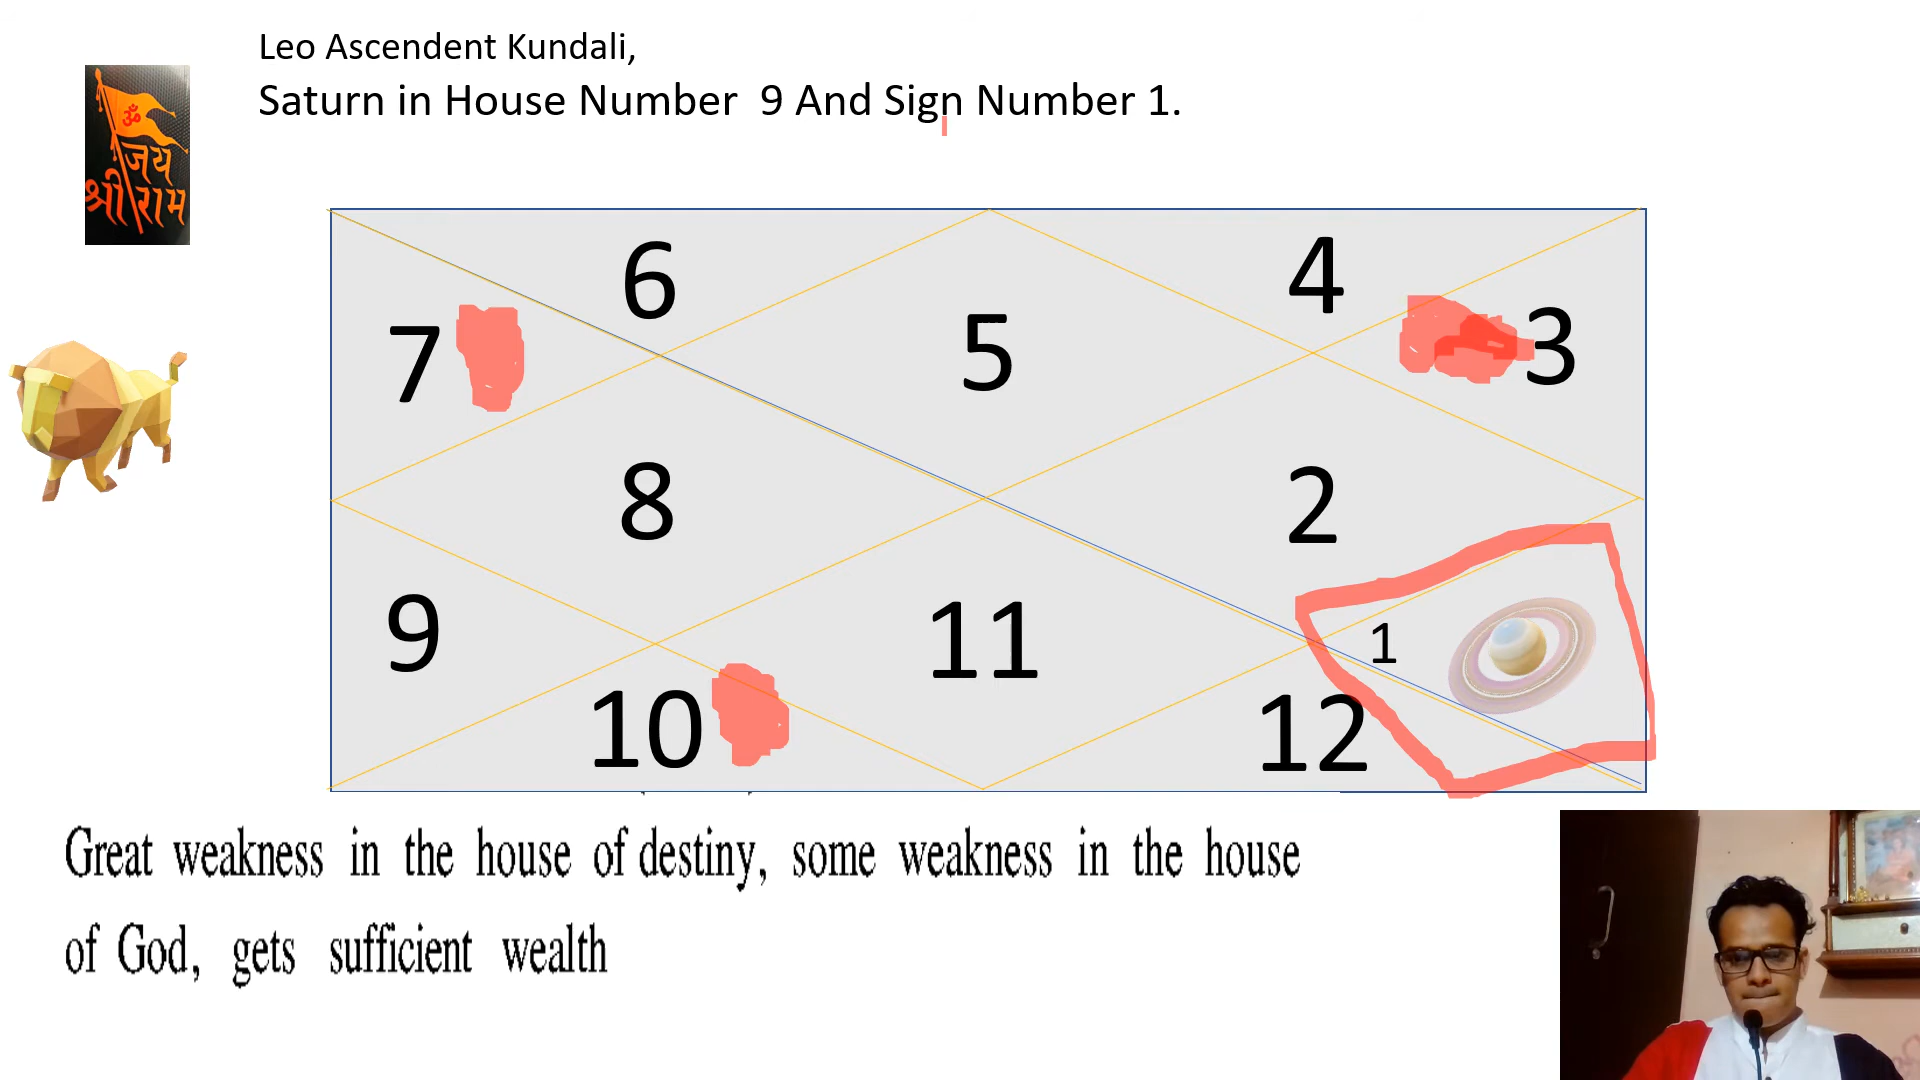 Leo Ascendent Kundali,
Saturn in House Number 9 And Sign Number 1.
ॐ
जय
श्री राम
6
4
7
5
3
8
2
9
11
1
10
12
Great weakness in the house of destiny, some weakness in the house
of God, gets sufficient wealth